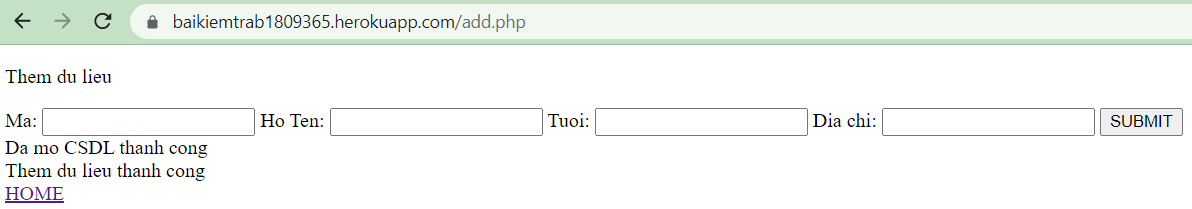 baikiemtrab1809365.herokuapp.com/add.php
Them du lieu
Ma: Ho Ten: Tuoi: Dia chi: SUBMIT
Da mo CSDL thanh cong
Them du lieu thanh cong
HOME